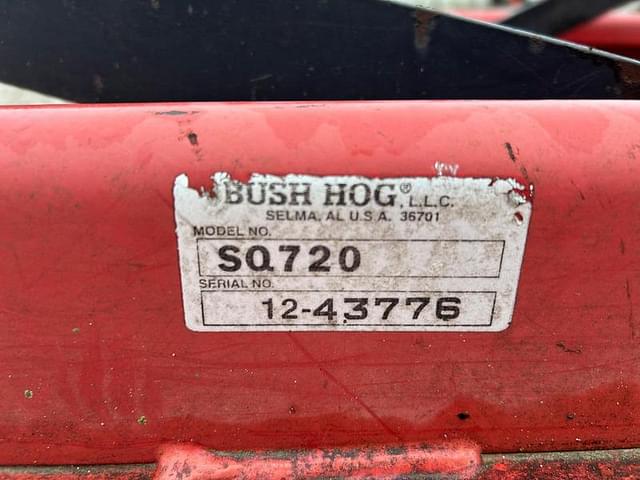 BUSH HOG®, L.L.C.
SELMA, AL U.S.A. 36701
MODEL NO.
SQ720
SERIAL NO.
12-43776